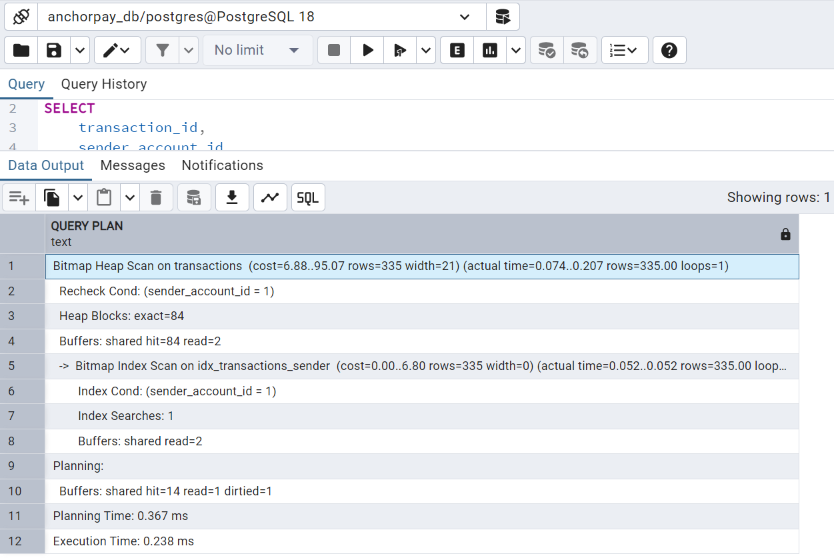 anchorpay_db/postgres@PostgreSQL 18
No limit
E
Query Query History
2 SELECT
3 transaction_id,
4 sender_account_id
Data Output Messages Notifications
SQL Showing rows: 1
QUERY PLAN
text
1 Bitmap Heap Scan on transactions (cost=6.88..95.07 rows=335 width=21) (actual time=0.074..0.207 rows=335.00 loops=1)
2 Recheck Cond: (sender_account_id = 1)
3 Heap Blocks: exact=84
4 Buffers: shared hit=84 read=2
5 -> Bitmap Index Scan on idx_transactions_sender (cost=0.00..6.80 rows=335 width=0) (actual time=0.052..0.052 rows=335.00 loop...
6 Index Cond: (sender_account_id = 1)
7 Index Searches: 1
8 Buffers: shared read=2
9 Planning:
10 Buffers: shared hit=14 read=1 dirtied=1
11 Planning Time: 0.367 ms
12 Execution Time: 0.238 ms